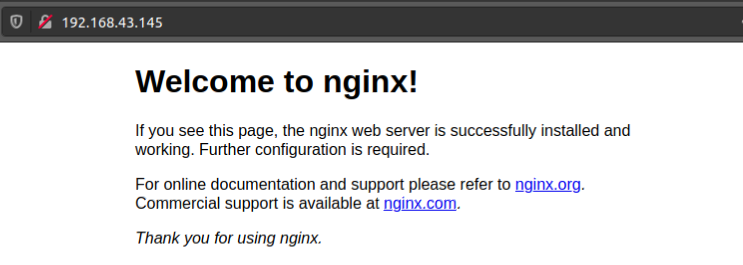 192.168.43.145
Welcome to nginx!
If you see this page, the nginx web server is successfully installed and
working. Further configuration is required.
For online documentation and support please refer to nginx.org.
Commercial support is available at nginx.com.
Thank you for using nginx.